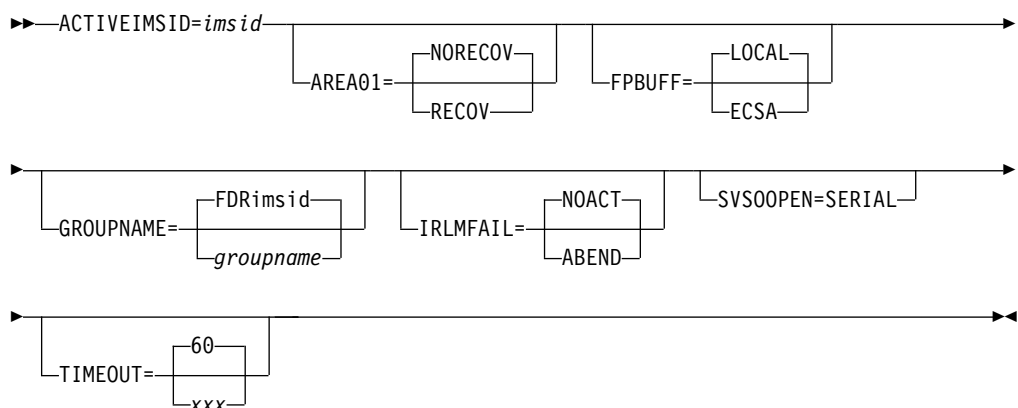 ACTIVEIMSID=imsid
NORECOV
LOCAL
AREA01=
FPBUFF=
RECOV
ECSA
FDRimsid
NOACT
SVSOOPEN=SERIAL
GROUPNAME=
IRLMFAIL=
groupname
ABEND
60
TIMEOUT=
xxx